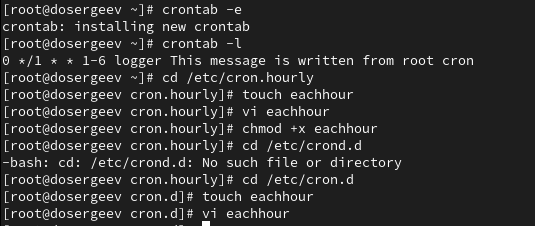 [root@dosergeev ~]# crontab -e
crontab: installing new crontab
[root@dosergeev ~]# crontab -l
0 */1 * * 1-6 logger This message is written from root cron
[root@dosergeev ~]# cd /etc/cron.hourly
[root@dosergeev cron.hourly]# touch eachhour
[root@dosergeev cron.hourly]# vi eachhour
[root@dosergeev cron.hourly]# chmod +x eachhour
[root@dosergeev cron.hourly]# cd /etc/crond.d
-bash: cd: /etc/crond.d: No such file or directory
[root@dosergeev cron.hourly]# cd /etc/cron.d
[root@dosergeev cron.d]# touch eachhour
[root@dosergeev cron.d]# vi eachhour
[root@dosergeev cron.d]#